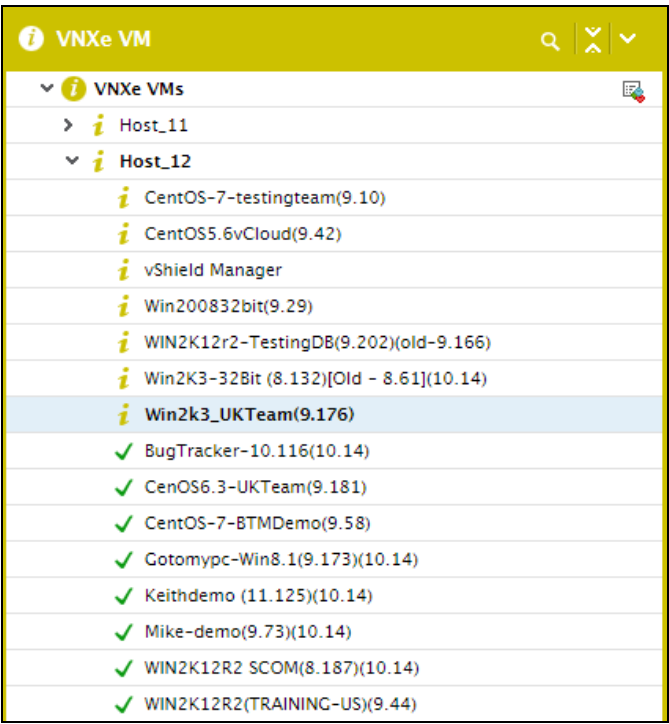 VNXe VM
VNXe VMs
Host_11
Host_12
CentOS-7-testingteam(9.10)
CentOS5.6vCloud(9.42)
vShield Manager
Win200832bit(9.29)
WIN2K12r2-TestingDB(9.202)(old-9.166)
Win2K3-32Bit (8.132)[Old - 8.61](10.14)
Win2k3_UKTeam(9.176)
BugTracker-10.116(10.14)
CenOS6.3-UKTeam(9.181)
CentOS-7-BTMDemo(9.58)
Gotomypc-Win8.1(9.173)(10.14)
Keithdemo (11.125)(10.14)
Mike-demo(9.73)(10.14)
WIN2K12R2 SCOM(8.187)(10.14)
WIN2K12R2(TRAINING-US)(9.44)